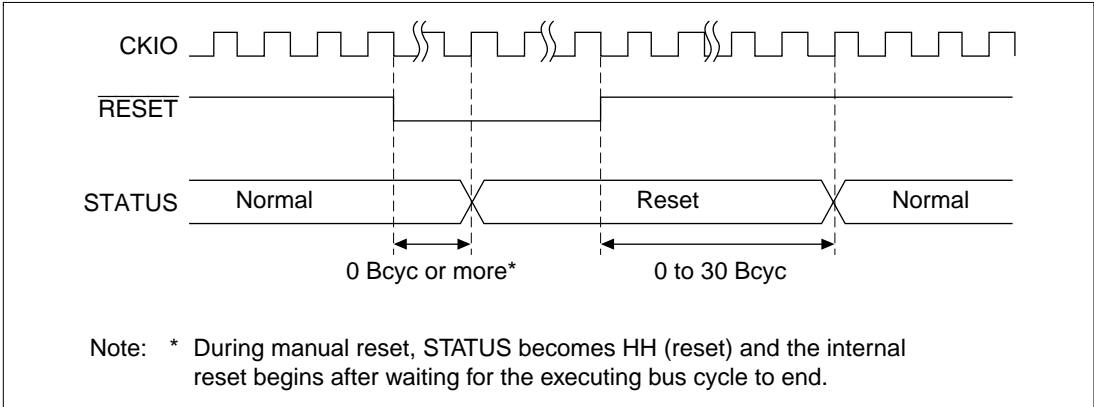 CKIO
RESET
STATUS Normal Reset Normal
0 Bcyc or more* 0 to 30 Bcyc
Note: * During manual reset, STATUS becomes HH (reset) and the internal
reset begins after waiting for the executing bus cycle to end.